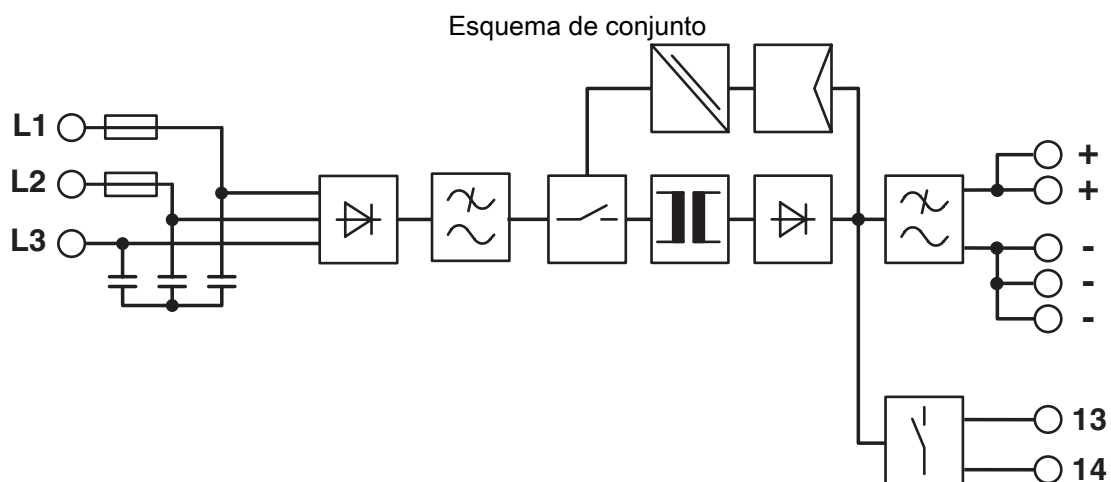 Esquema de conjunto
L1
L2
L3
+
+
-
-
-
13
14